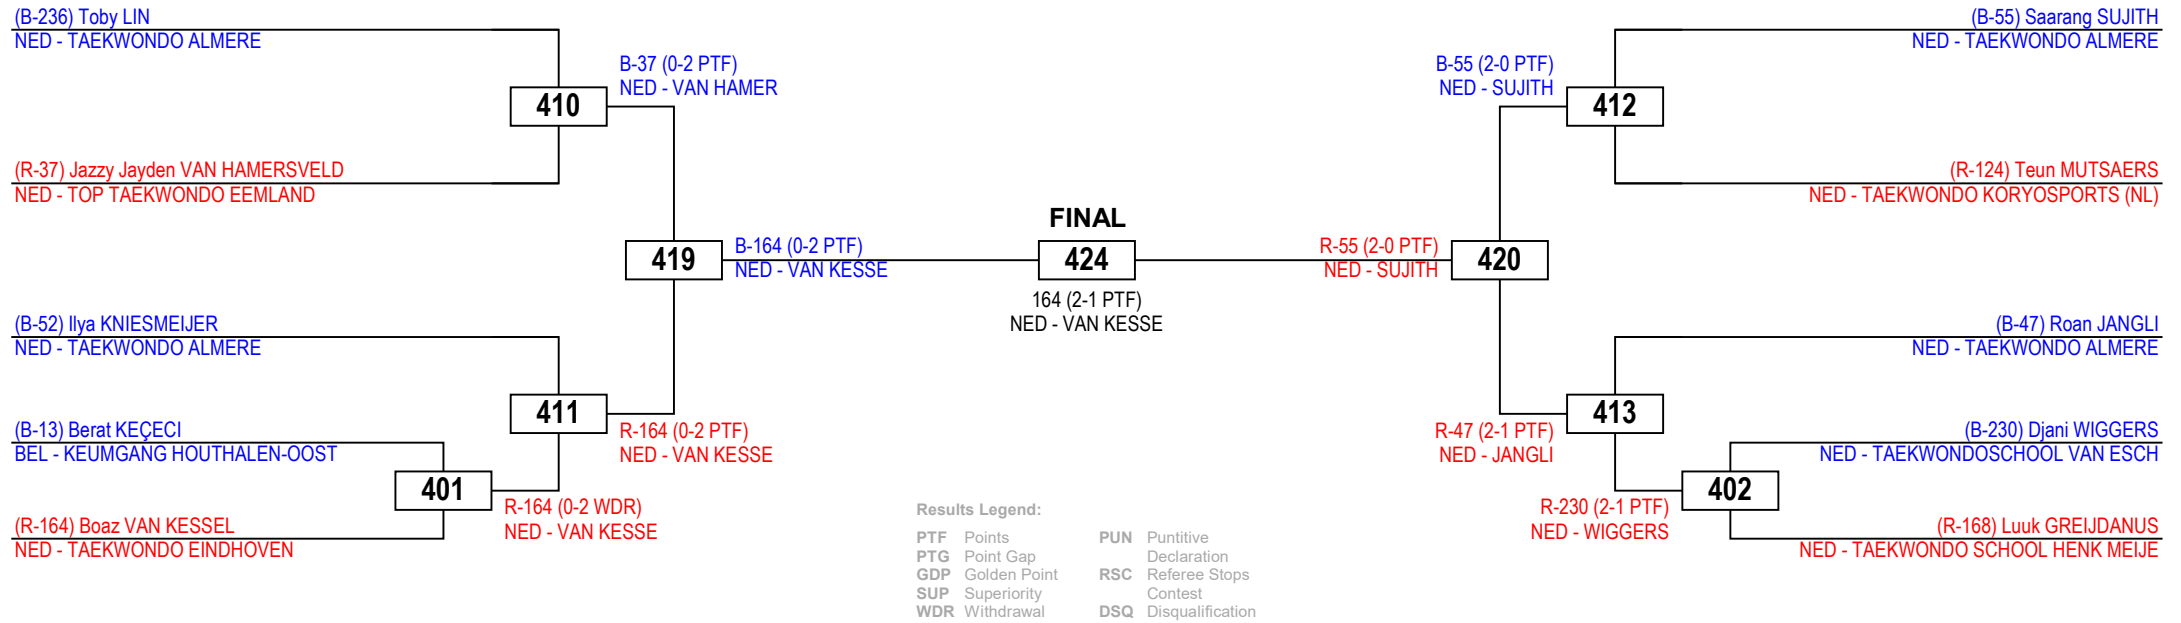 (B-236) Toby LIN
NED - TAEKWONDO ALMERE
B-37 (0-2 PTF)
NED - VAN HAMER
410
(R-37) Jazzy Jayden VAN HAMERSVELD
NED - TOP TAEKWONDO EEMLAND
419
B-164 (0-2 PTF)
NED - VAN KESSE
(B-52) Ilya KNIESMEIJER
NED - TAEKWONDO ALMERE
411
R-164 (0-2 PTF)
NED - VAN KESSE
(B-13) Berat KEÇECI
BEL - KEUMGANG HOUTHALEN-OOST
401
R-164 (0-2 WDR)
NED - VAN KESSE
(R-164) Boaz VAN KESSEL
NED - TAEKWONDO EINDHOVEN
FINAL
424
164 (2-1 PTF)
NED - VAN KESSE
(B-55) Saarang SUJITH
NED - TAEKWONDO ALMERE
B-55 (2-0 PTF)
NED - SUJITH
412
(R-124) Teun MUTSAERS
NED - TAEKWONDO KORYOSPORTS (NL)
R-55 (2-0 PTF)
NED - SUJITH
420
(B-47) Roan JANGLI
NED - TAEKWONDO ALMERE
413
R-47 (2-1 PTF)
NED - JANGLI
(B-230) Djani WIGGERS
NED - TAEKWONDOSCHOOL VAN ESCH
402
R-230 (2-1 PTF)
NED - WIGGERS
(R-168) Luuk GREIJDANUS
NED - TAEKWONDO SCHOOL HENK MEIJE
Results Legend:
PTF Points
PTG Point Gap
GDP Golden Point
SUP Superiority
WDR Withdrawal
PUN Puntitive
Declaration
RSC Referee Stops
Contest
DSQ Disqualification